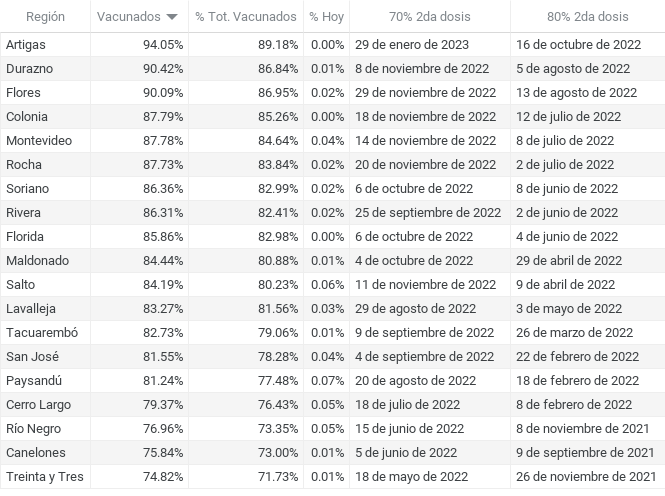 Región Vacunados % Tot. Vacunados % Hoy 70% 2da dosis 80% 2da dosis
Artigas 94.05% 89.18% 0.00% 29 de enero de 2023 16 de octubre de 2022
Durazno 90.42% 86.84% 0.01% 8 de noviembre de 2022 5 de agosto de 2022
Flores 90.09% 86.95% 0.02% 29 de noviembre de 2022 13 de agosto de 2022
Colonia 87.79% 85.26% 0.00% 18 de noviembre de 2022 12 de julio de 2022
Montevideo 87.78% 84.64% 0.04% 14 de noviembre de 2022 8 de julio de 2022
Rocha 87.73% 83.84% 0.02% 20 de noviembre de 2022 2 de julio de 2022
Soriano 86.36% 82.99% 0.02% 6 de octubre de 2022 8 de junio de 2022
Rivera 86.31% 82.41% 0.02% 25 de septiembre de 2022 2 de junio de 2022
Florida 85.86% 82.98% 0.00% 6 de octubre de 2022 4 de junio de 2022
Maldonado 84.44% 80.88% 0.01% 4 de octubre de 2022 29 de abril de 2022
Salto 84.19% 80.23% 0.06% 11 de noviembre de 2022 9 de abril de 2022
Lavalleja 83.27% 81.56% 0.03% 29 de agosto de 2022 3 de mayo de 2022
Tacuarembó 82.73% 79.06% 0.01% 9 de septiembre de 2022 26 de marzo de 2022
San José 81.55% 78.28% 0.04% 4 de septiembre de 2022 22 de febrero de 2022
Paysandú 81.24% 77.48% 0.07% 20 de agosto de 2022 18 de febrero de 2022
Cerro Largo 79.37% 76.43% 0.05% 18 de julio de 2022 8 de febrero de 2022
Río Negro 76.96% 73.35% 0.05% 15 de junio de 2022 8 de noviembre de 2021
Canelones 75.84% 73.00% 0.01% 5 de junio de 2022 9 de septiembre de 2021
Treinta y Tres 74.82% 71.73% 0.01% 18 de mayo de 2022 26 de noviembre de 2021